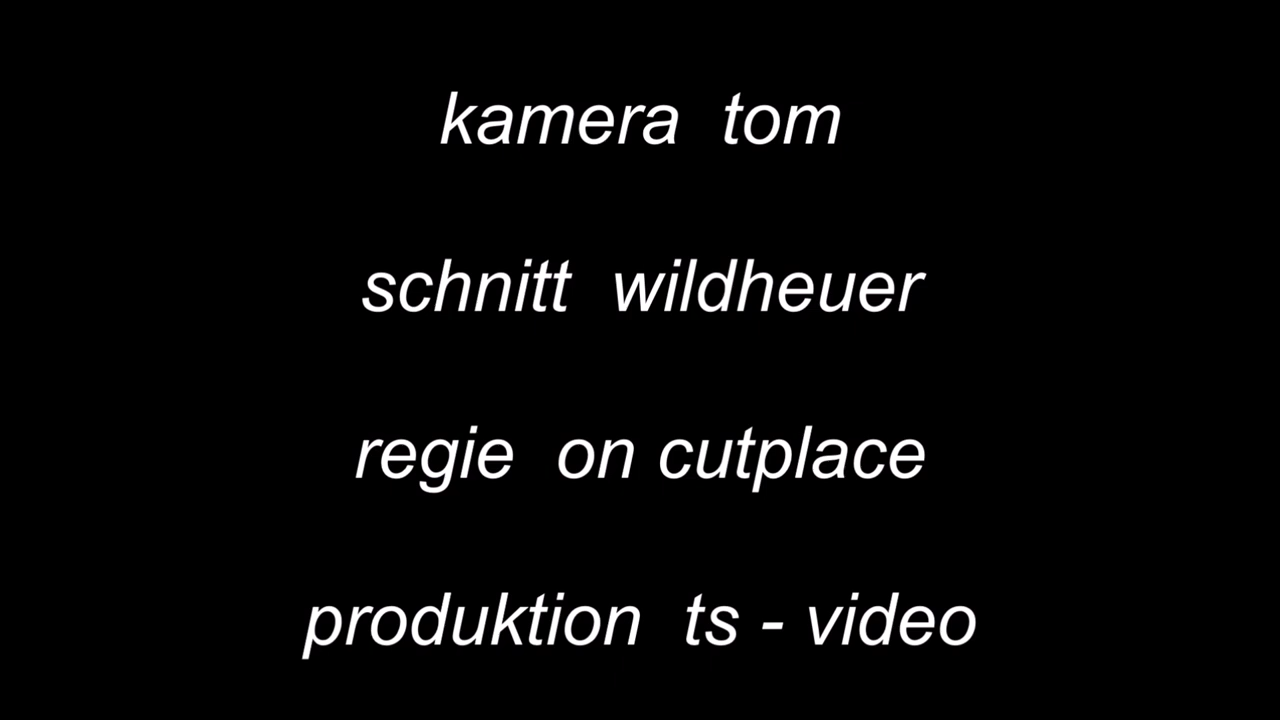 kamera  tom
schnitt  wildheuer
regie  on cutplace
produktion  ts - video